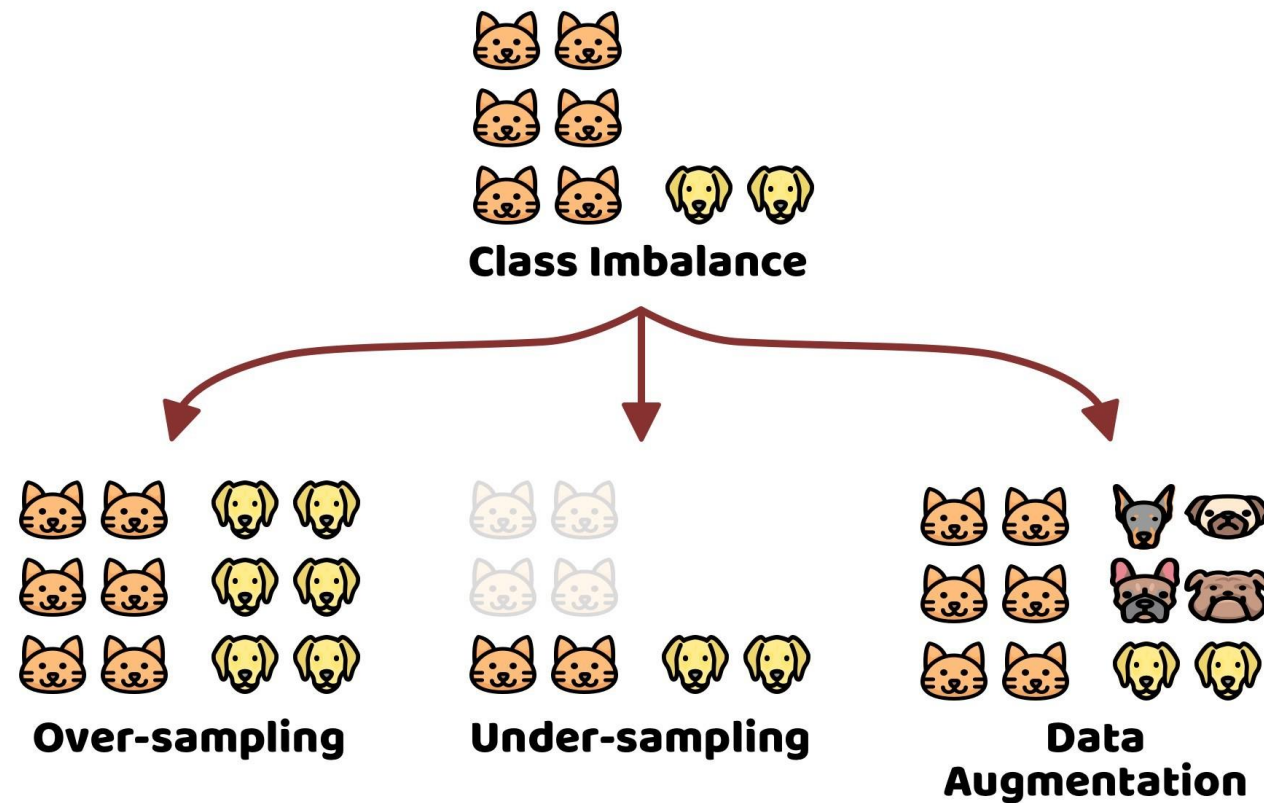 Class Imbalance
Over-sampling
Under-sampling
Data
Augmentation